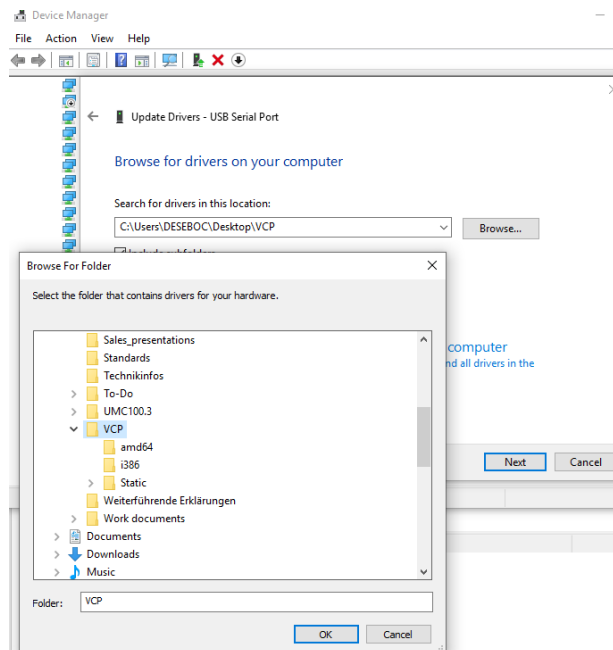 Device Manager
File Action View Help
Update Drivers - USB Serial Port
Browse for drivers on your computer
Search for drivers in this location:
C:\Users\DESEBOC\Desktop\VCP
Browse...
Browse For Folder
Select the folder that contains drivers for your hardware.
Sales_presentations
Standards
Technikinfos
To-Do
UMC100.3
VCP
amd64
i386
Static
Weiterführende Erklärungen
Work documents
Documents
Downloads
Music
Folder: VCP
OK Cancel
computer
nd all drivers in the
Next Cancel